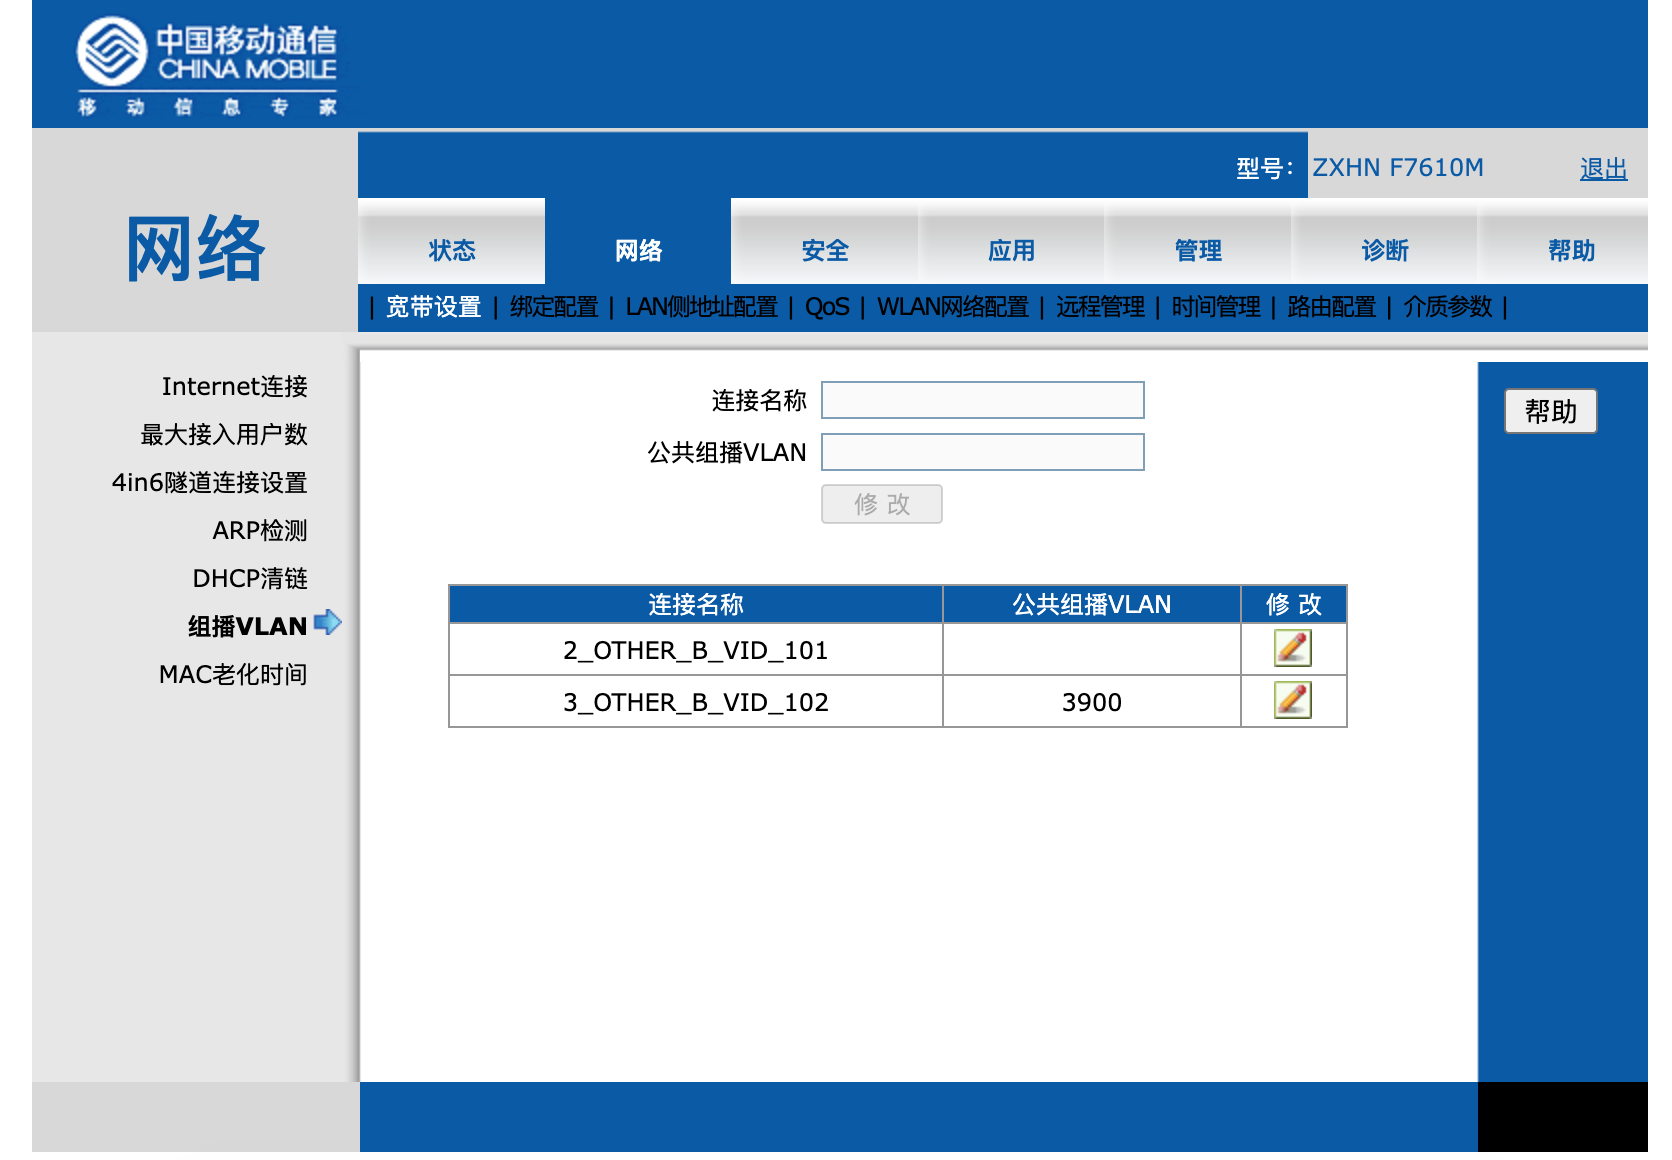 中国移动通信
CHINA MOBILE
移 动 信 息 专 家
型号： ZXHN F7610M 退出
网络
状态 网络 安全 应用 管理 诊断 帮助
| 宽带设置 | 绑定配置 | LAN侧地址配置 | QoS | WLAN网络配置 | 远程管理 | 时间管理 | 路由配置 | 介质参数 |
Internet连接
最大接入用户数
4in6隧道连接设置
ARP检测
DHCP清链
组播VLAN
MAC老化时间
连接名称
公共组播VLAN
修 改
连接名称 公共组播VLAN 修 改
2_OTHER_B_VID_101
3_OTHER_B_VID_102 3900
帮助